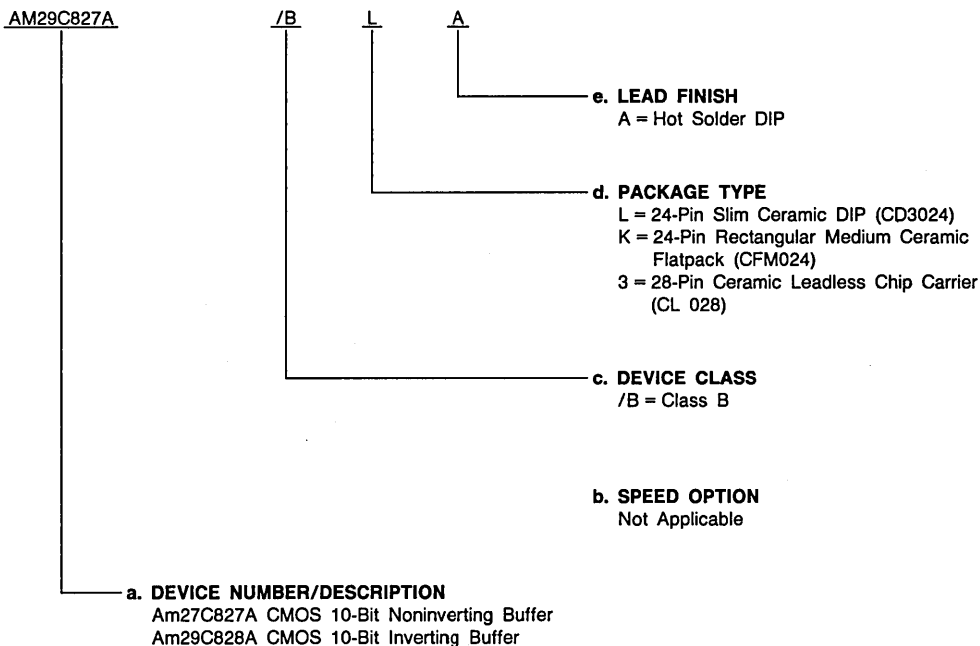 AM29C827A /B L A
e. LEAD FINISH
A = Hot Solder DIP
d. PACKAGE TYPE
L = 24-Pin Slim Ceramic DIP (CD3024)
K = 24-Pin Rectangular Medium Ceramic
Flatpack (CFM024)
3 = 28-Pin Ceramic Leadless Chip Carrier
(CL 028)
c. DEVICE CLASS
/B = Class B
b. SPEED OPTION
Not Applicable
a. DEVICE NUMBER/DESCRIPTION
Am27C827A CMOS 10-Bit Noninverting Buffer
Am29C828A CMOS 10-Bit Inverting Buffer